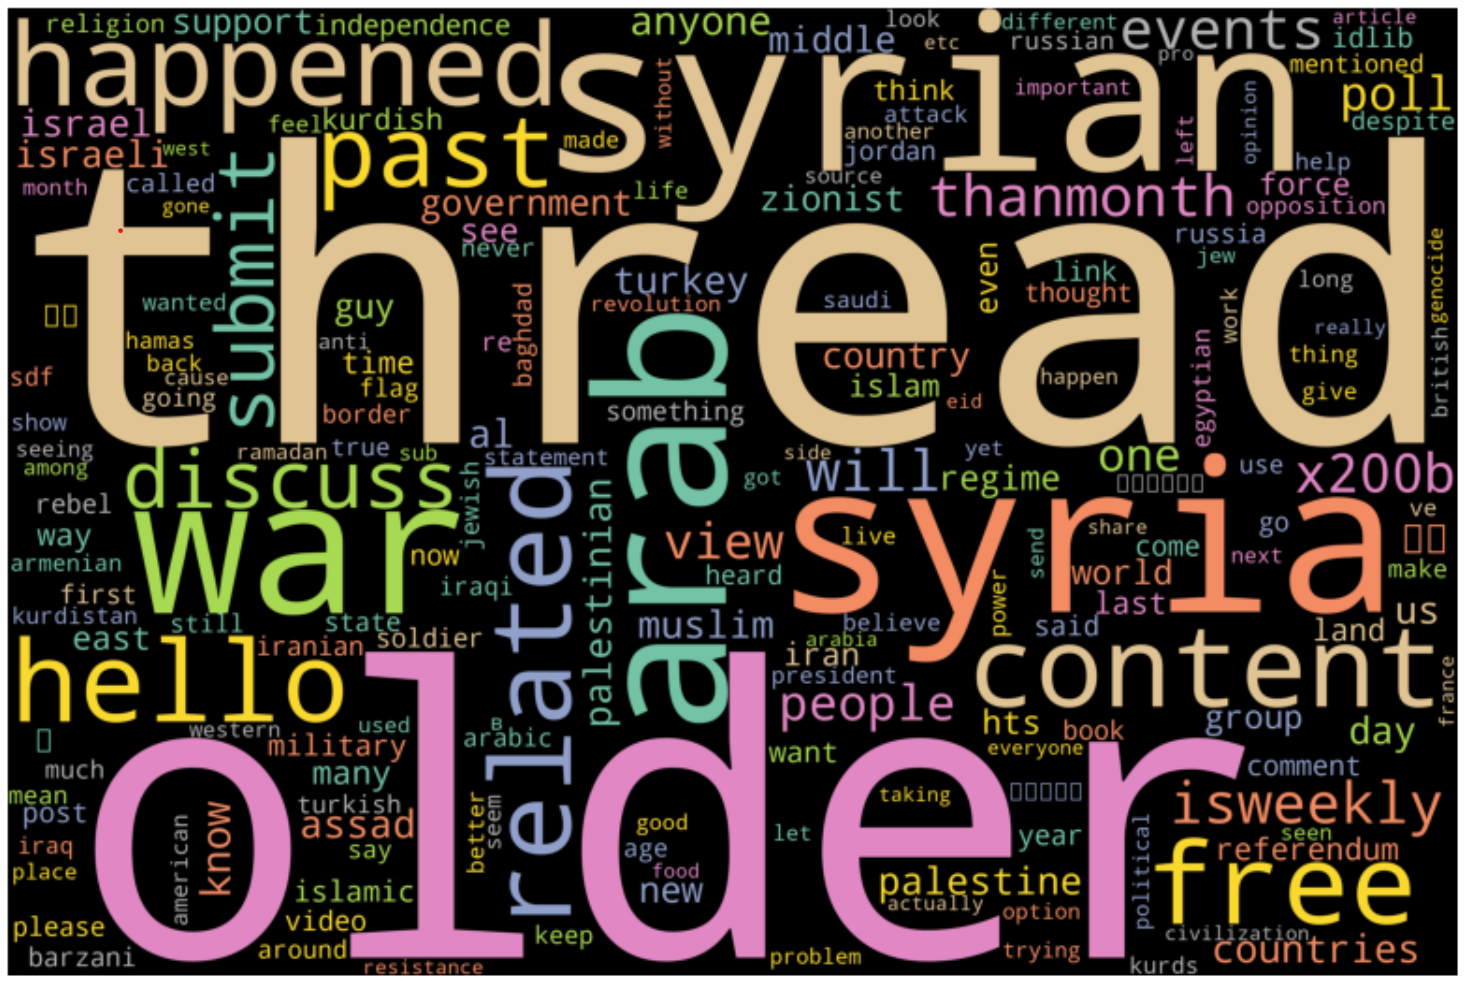 religion support independence anyone look different article
happened syrian middle etc russian events pro idlib
mentioned
israel feel kurdish past made without think attack important left opinion poll despite
israeli west another jordan help
month called gone submit source
government life zionist thanmonth force
see opposition
thread never turkey even link russia jew genocide
wanted guy revolution saudi thought work long
hamas anti re baghdad country egyptian really british
back time thing
sdf cause flag islam happen give
going border something eid
show
seeing ramadan true sub al statement side yet one use x200b
among discuss jewish related got will regime
rebel war arab syria ve
way now palestinian view live send share go
armenian iraqi heard come next make
first world
kurdistan still state muslim believe power last said us
east iranian soldier arabia land
hello iran content
president people france
western used B hts book group day
military arabic want everyone
much older comment
mean many
post turkish better seem taking isweekly
american know assad good let year political seen
iraq say age referendum
place food free
islamic new palestine
please video actually option civilization
around keep countries
barzani problem trying
resistance kurds